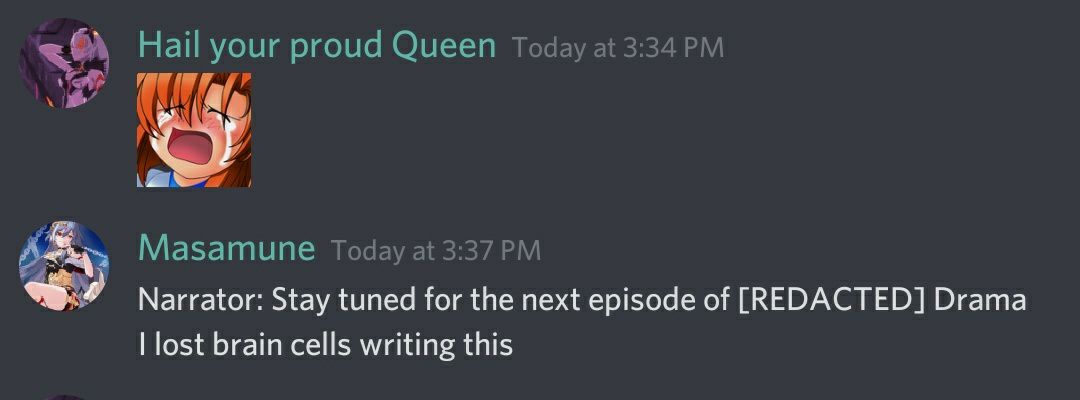 Hail your proud Queen Today at 3:34 PM
Masamune Today at 3:37 PM
Narrator: Stay tuned for the next episode of [REDACTED] Drama
I lost brain cells writing this